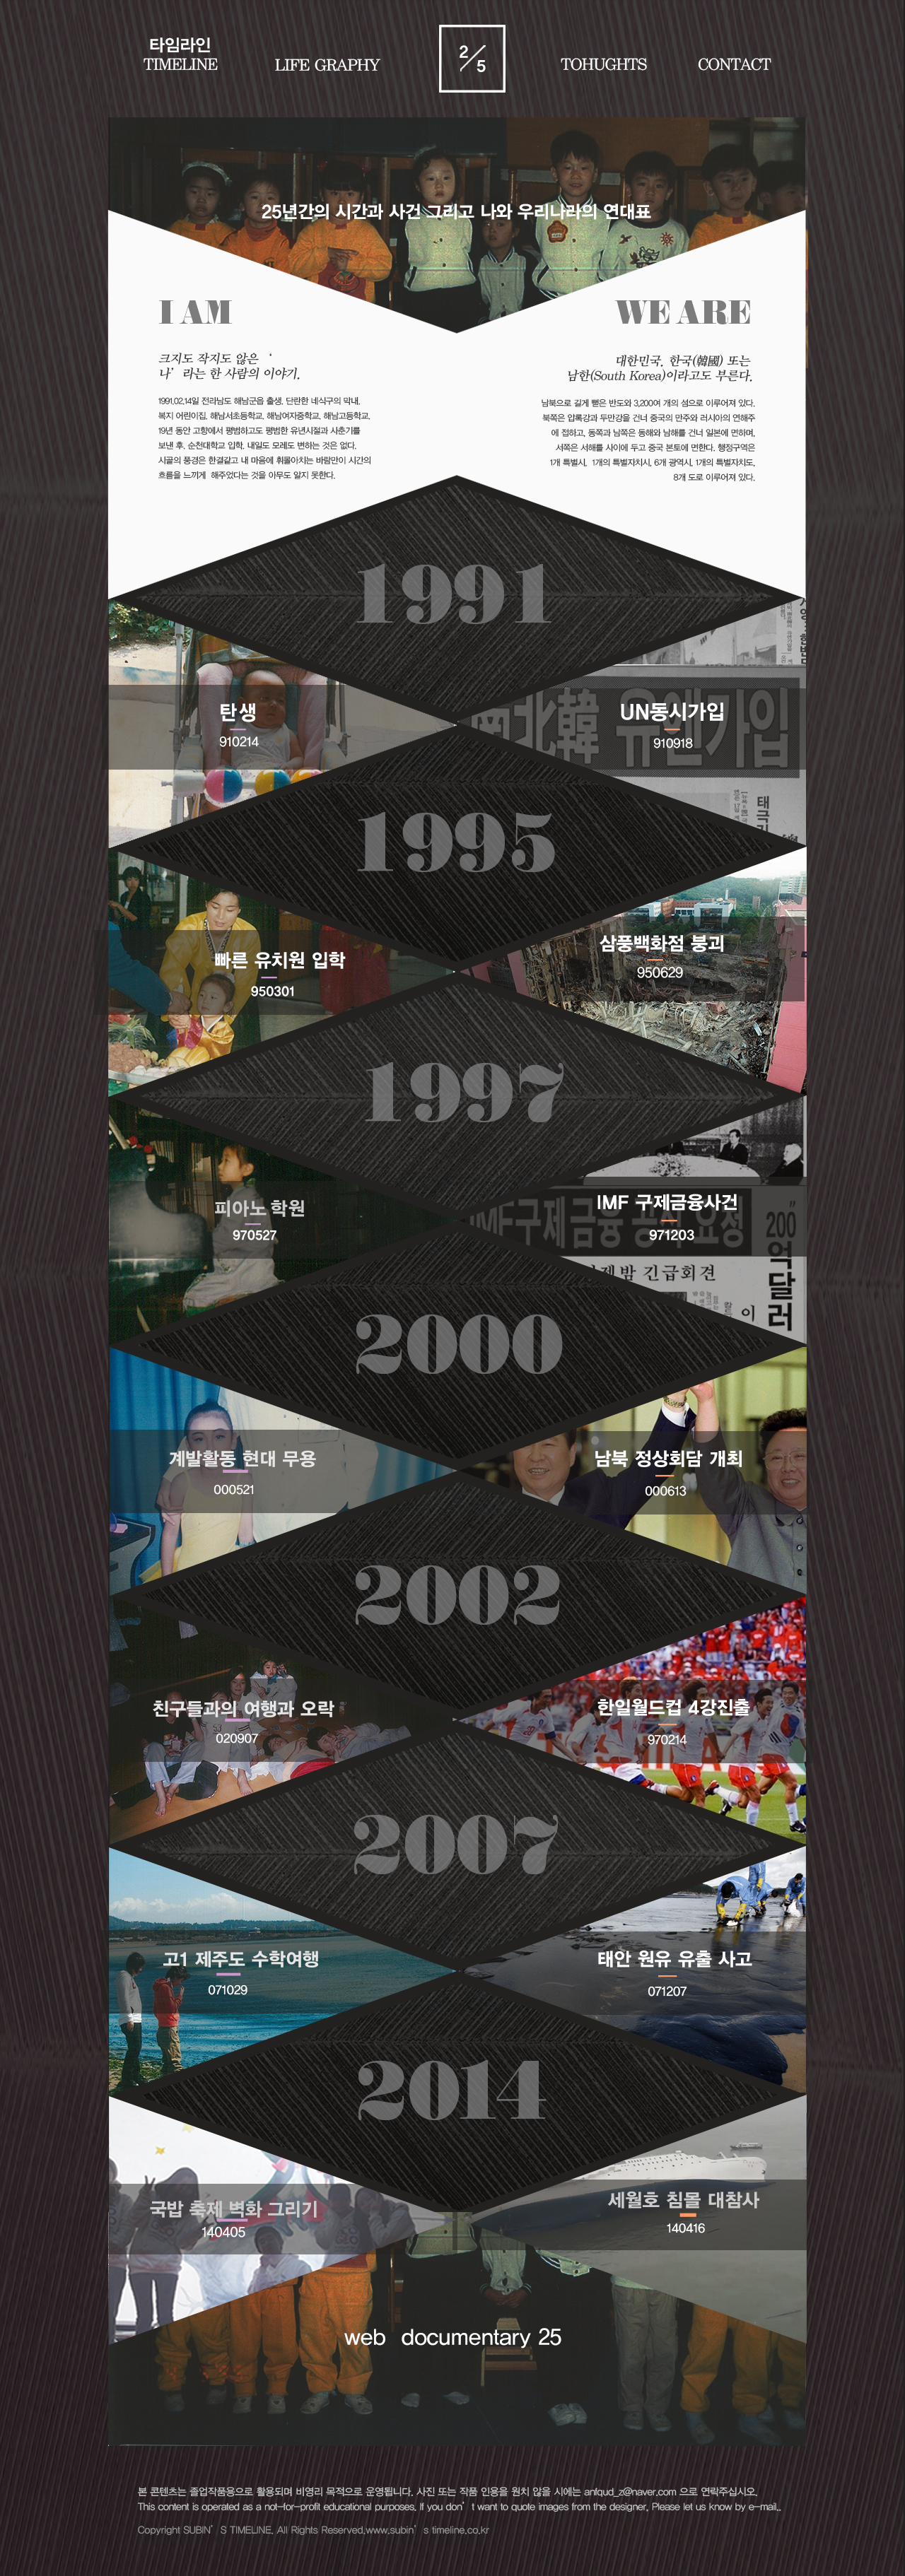 타임라인
TIMELINE
LIFE GRAPHY
2/5
TOHUGHTS
CONTACT
25년간의 시간과 사건 그리고 나와 우리나라의 연대표
I AM
크지도 작지도 않은 ‘
나’ 라는 한 사람의 이야기.
1991.02.14일 전라남도 해남군읍 출생. 단란한 네식구의 막내.
복지 어린이집, 해남서초등학교, 해남여자중학교, 해남고등학교.
19년 동안 고향에서 평범하고도 평범한 유년시절과 사춘기를
보낸 후, 순천대학교 입학. 내일도 모레도 변하는 것은 없다.
시골의 풍경은 한결같고 내 마음에 휘몰아치는 바람만이 시간의
흐름을 느끼게 해주었다는 것을 아무도 알지 못한다.
WE ARE
대한민국, 한국(韓國) 또는
남한(South Korea)이라고도 부른다.
남북으로 길게 뻗은 반도와 3,200여 개의 섬으로 이루어져 있다.
북쪽은 압록강과 두만강을 건너 중국의 만주와 러시아의 연해주
에 접하고, 동쪽과 남쪽은 동해와 남해를 건너 일본에 면하며,
서쪽은 서해를 사이에 두고 중국 본토에 면한다. 행정구역은
1개 특별시, 1개의 특별자치시, 6개 광역시, 1개의 특별자치도,
8개 도로 이루어져 있다.
1991
탄생
910214
南北韓 유엔가입
UN동시가입
910918
1995
빠른 유치원 입학
950301
삼풍백화점 붕괴
950629
1997
피아노 학원
970527
IMF구제금융 공식 요청
IMF 구제금융사건
971203
200억달러
긴급회견
2000
계발활동 현대 무용
000521
남북 정상회담 개최
000613
2002
친구들과의 여행과 오락
020907
한일월드컵 4강진출
970214
2007
고1 제주도 수학여행
071029
태안 원유 유출 사고
071207
2014
국밥 축제 벽화 그리기
140405
세월호 침몰 대참사
140416
web documentary 25
본 콘텐츠는 졸업작품용으로 활용되며 비영리 목적으로 운영됩니다. 사진 또는 작품 인용을 원치 않을 시에는 anfqud_z@naver.com 으로 연락주십시오.
This content is operated as a not-for-profit educational purposes. If you don’t want to quote images from the designer, Please let us know by e-mail..
Copyright SUBIN’S TIMELINE. All Rights Reserved.www.subin’s timeline.co.kr